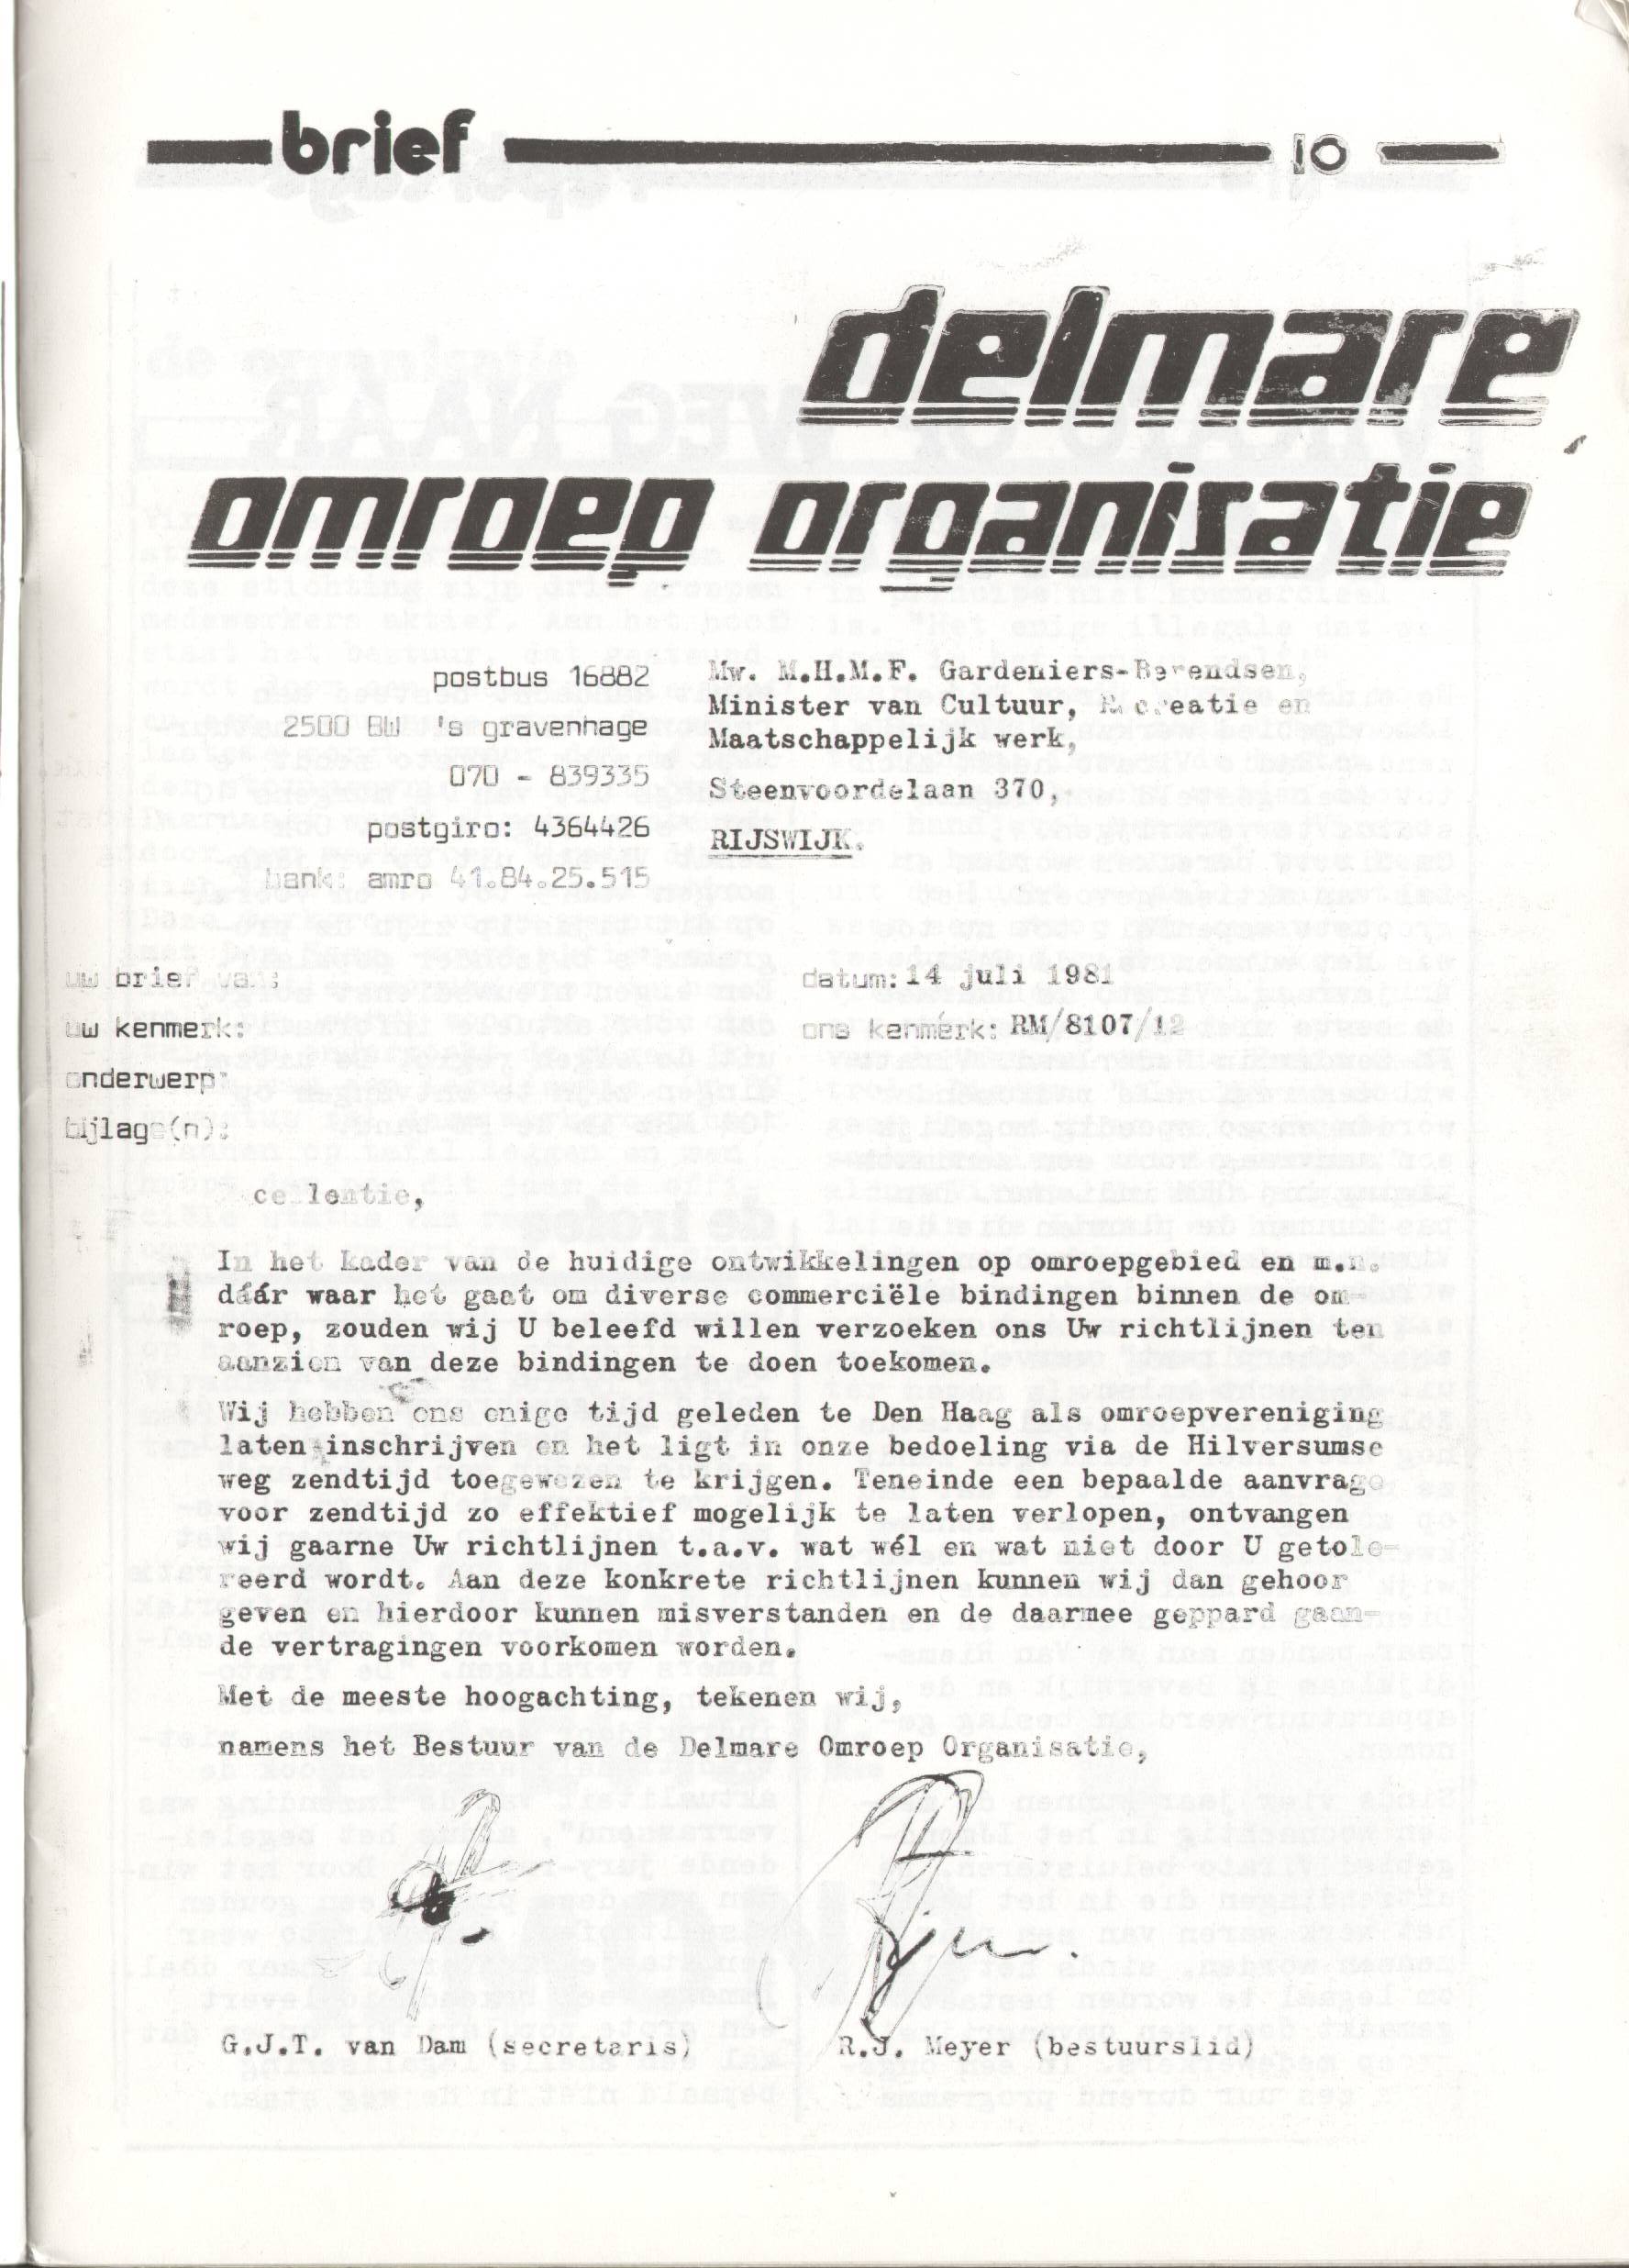 brief 10
delmare
omroep organisatie
postbus 16882
2500 BW 's gravenhage
070 - 839335
postgiro: 4364426
bank: amro 41.84.25.515
Mw. M.H.M.F. Gardeniers-Berendsen,
Minister van Cultuur, Recreatie en
Maatschappelijk werk,
Steenvoordelaan 370,
RIJSWIJK.
uw brief van:
uw kenmerk:
onderwerp:
bijlage(n):
datum: 14 juli 1981
ons kenmerk: RM/8107/12
cellentie,
In het kader van de huidige ontwikkelingen op omroepgebied en m.n.
dáár waar het gaat om diverse commerciële bindingen binnen de om-
roep, zouden wij U beleefd willen verzoeken ons Uw richtlijnen ten
aanzien van deze bindingen te doen toekomen.
Wij hebben ons enige tijd geleden te Den Haag als omroepvereniging
laten inschrijven en het ligt in onze bedoeling via de Hilversumse
weg zendtijd toegewezen te krijgen. Teneinde een bepaalde aanvrage
voor zendtijd zo effektief mogelijk te laten verlopen, ontvangen
wij gaarne Uw richtlijnen t.a.v. wat wél en wat niet door U getole-
reerd wordt. Aan deze konkrete richtlijnen kunnen wij dan gehoor
geven en hierdoor kunnen misverstanden en de daarmee geppard gaan-
de vertragingen voorkomen worden.
Met de meeste hoogachting, tekenen wij,
namens het Bestuur van de Delmare Omroep Organisatie,
G.J.T. van Dam (secretaris)
R.J. Meyer (bestuurslid)